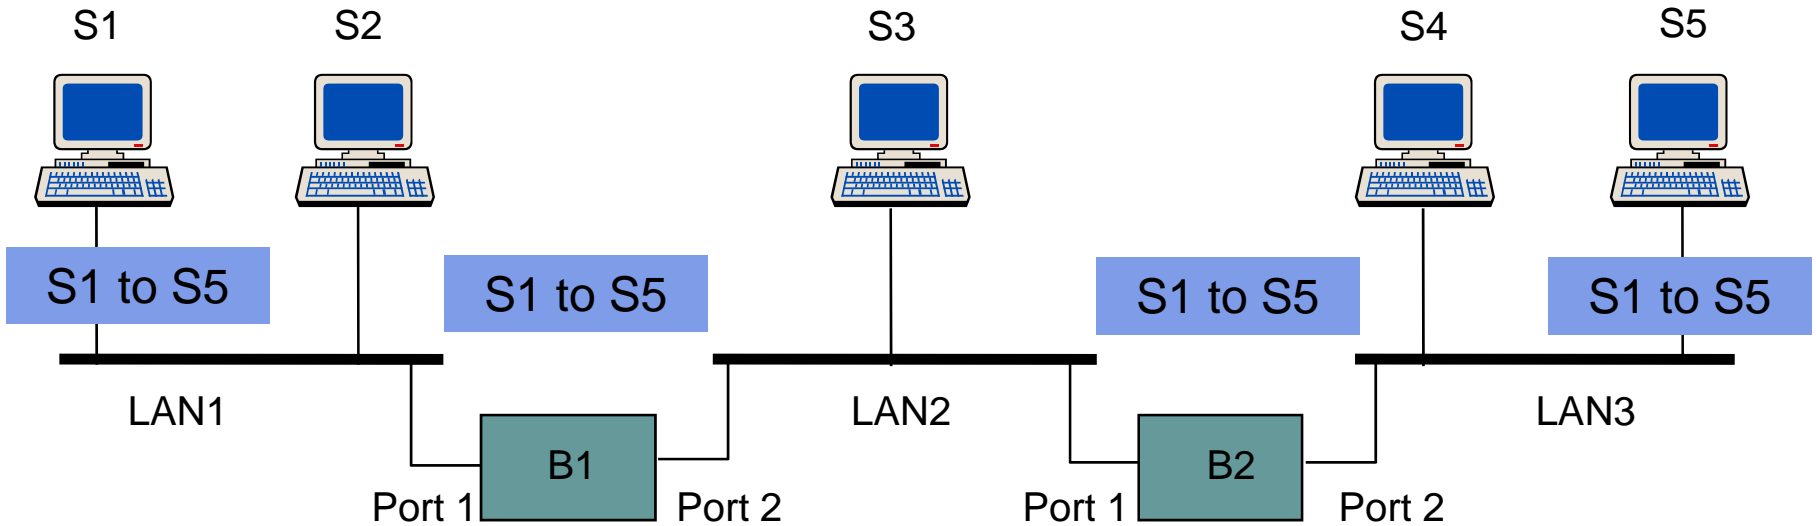 S1
S2
S3
S4
S5
S1 to S5
S1 to S5
S1 to S5
S1 to S5
LAN1
LAN2
LAN3
B1
B2
Port 1
Port 2
Port 1
Port 2